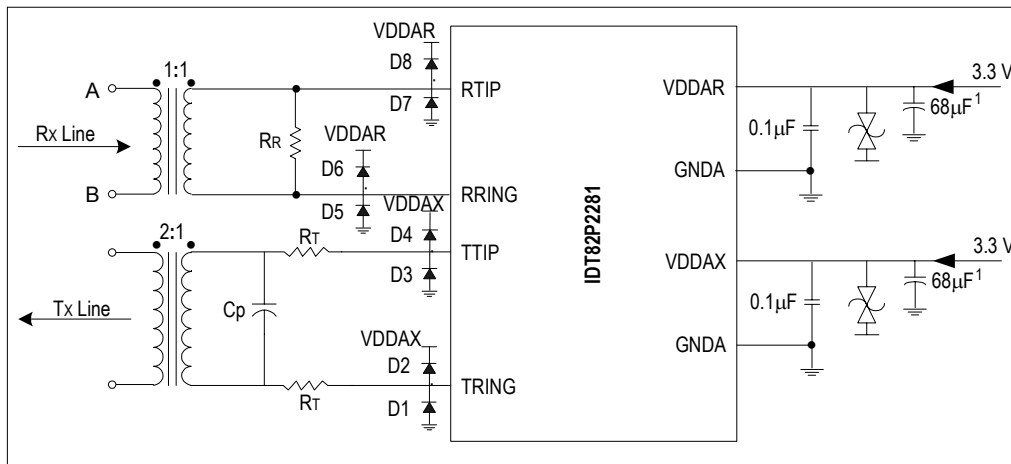 VDDAR
D8
D7
1:1
A
B
Rx Line
RR
VDDAR
D6
D5
RTIP
RRING
VDDAX
D4
D3
2:1
RT
TTIP
Tx Line
Cp
VDDAX
D2
D1
RT
TRING
IDT82P2281
VDDAR
3.3 V
0.1µF
68µF1
GNDA
VDDAX
3.3 V
0.1µF
68µF1
GNDA